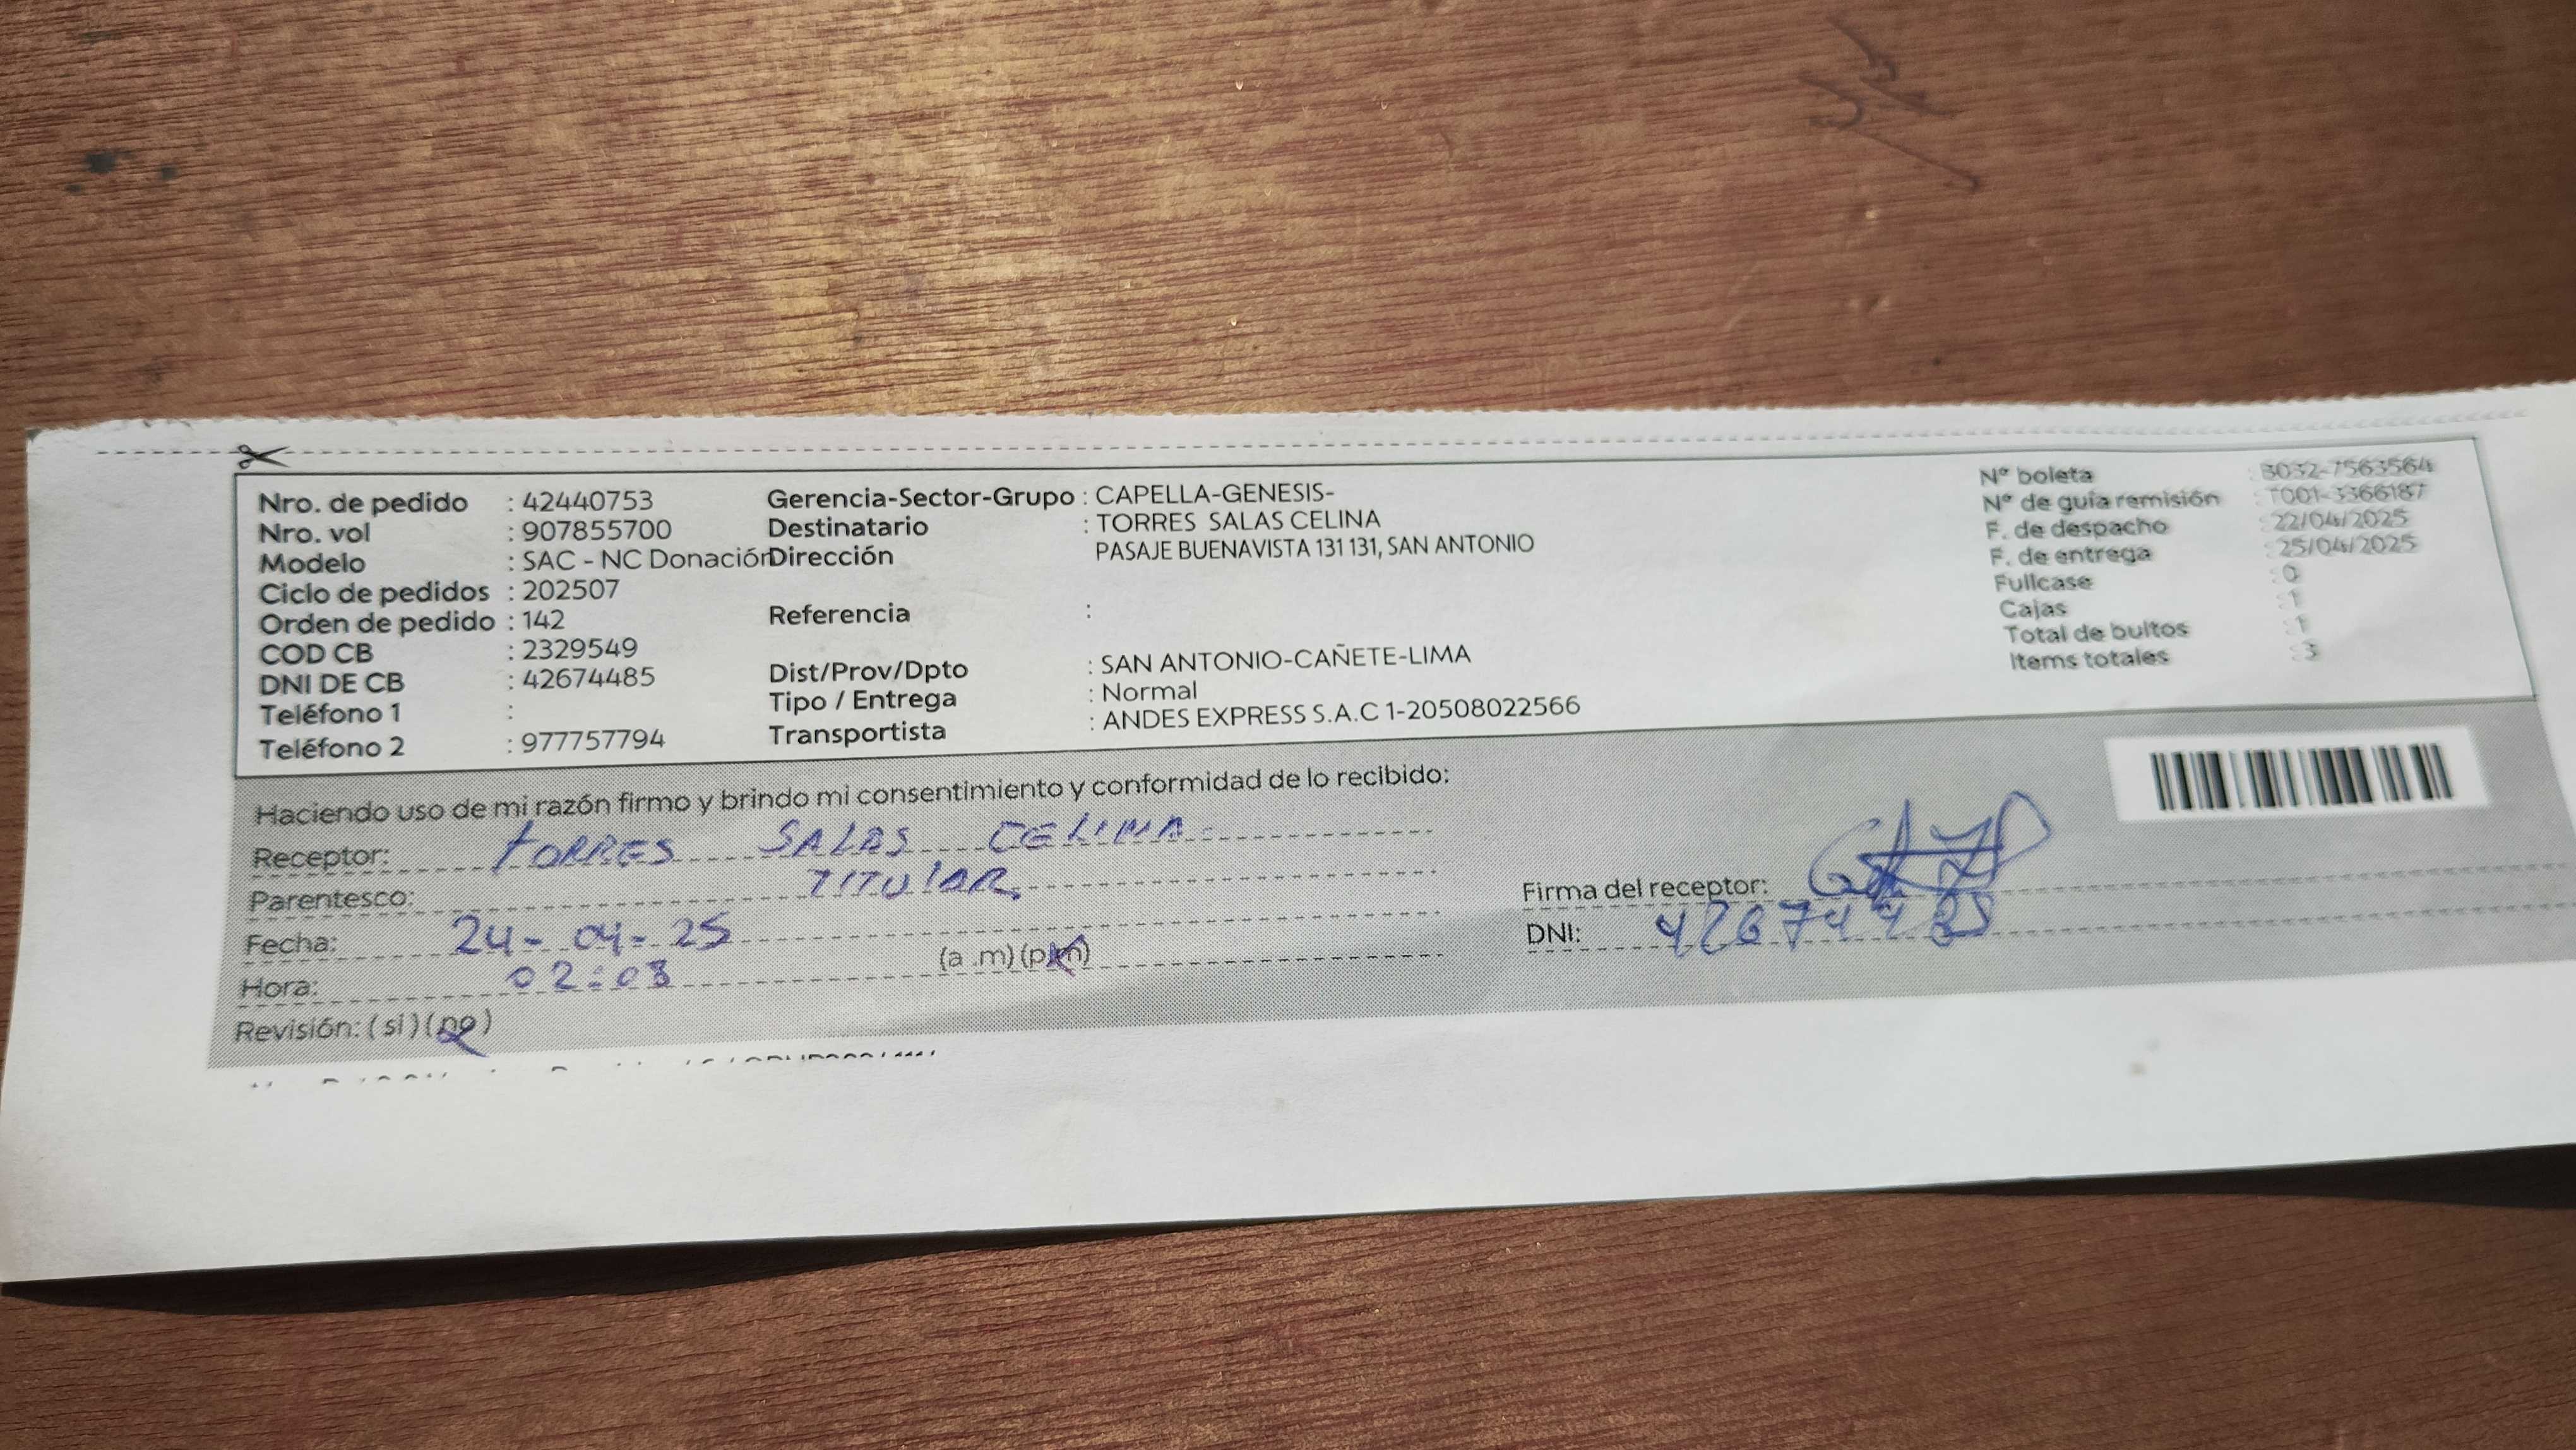 Nro. de pedido : 42440753
Nro. vol : 907855700
Modelo : SAC - NC Donación
Ciclo de pedidos : 202507
Orden de pedido : 142
COD CB : 2329549
DNI DE CB : 42674485
Teléfono 1 :
Teléfono 2 : 977757794
Gerencia-Sector-Grupo : CAPELLA-GENESIS-
Destinatario : TORRES SALAS CELINA
Dirección PASAJE BUENAVISTA 131 131, SAN ANTONIO
Referencia :
Dist/Prov/Dpto : SAN ANTONIO-CAÑETE-LIMA
Tipo / Entrega : Normal
Transportista : ANDES EXPRESS S.A.C 1-20508022566
Nº boleta : B032-7563564
Nº de guía remisión : T001-3366187
F. de despacho : 22/04/2025
F. de entrega : 25/04/2025
Fullcase : 0
Cajas : 1
Total de bultos : 1
Items totales : 3
Haciendo uso de mi razón firmo y brindo mi consentimiento y conformidad de lo recibido:
Receptor: TORRES SALAS CELINA
Parentesco: TITULAR
Fecha: 24-04-25
Hora: 02:03 (a.m)(p.m)
Revisión: (si)(no)
Firma del receptor:
DNI: 42674485